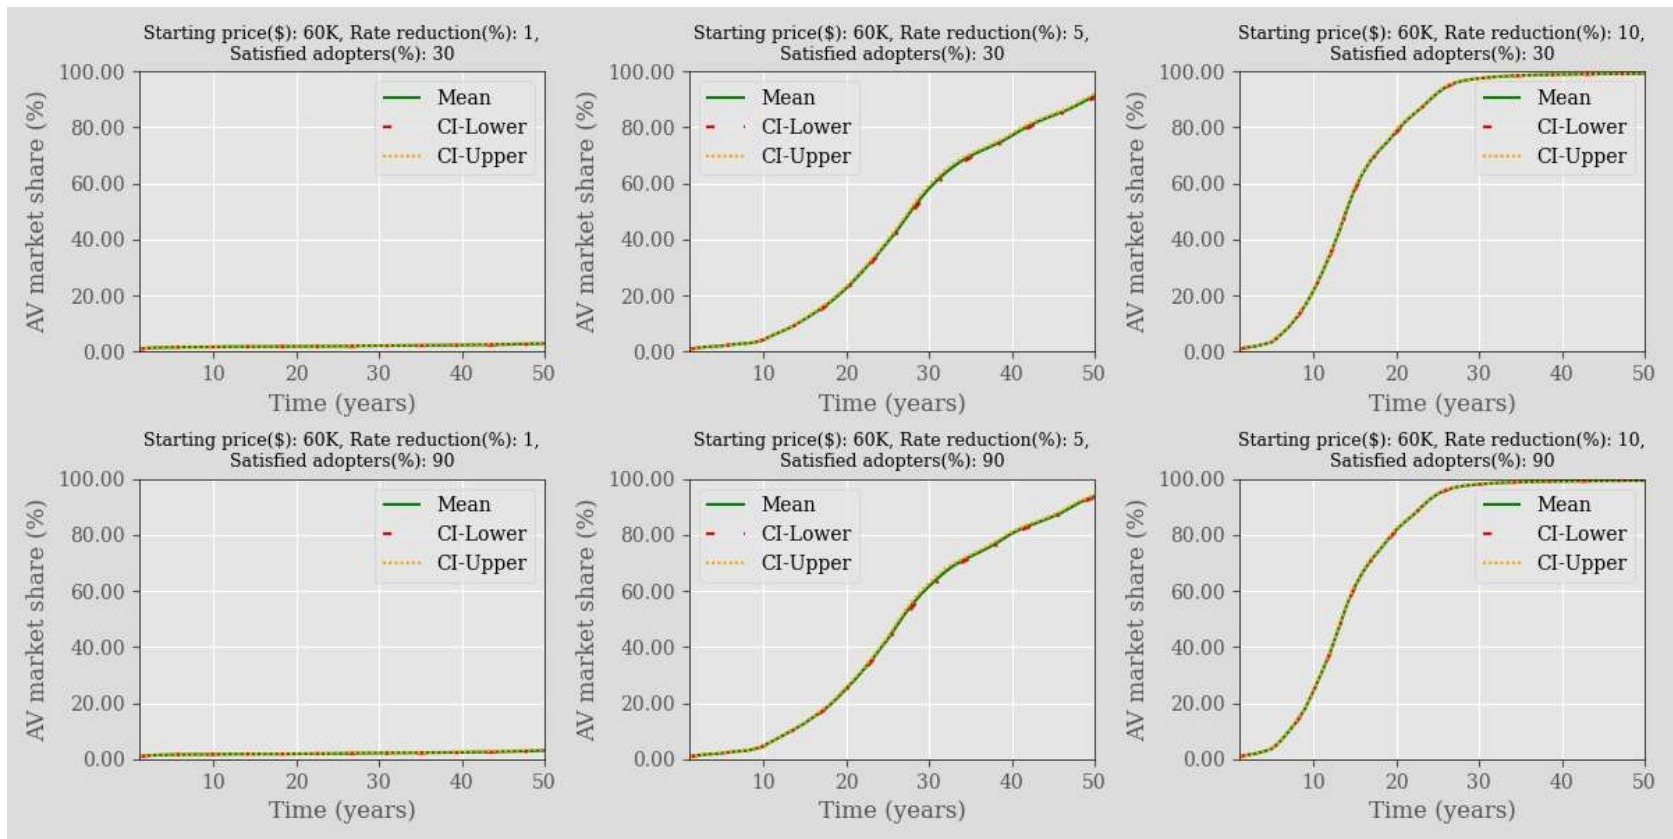 Starting price($): 60K, Rate reduction(%): 1,
Satisfied adopters(%): 30
100.00
80.00
60.00
40.00
20.00
0.00
AV market share (%)
Mean
CI-Lower
CI-Upper
10 20 30 40 50
Time (years)
Starting price($): 60K, Rate reduction(%): 5,
Satisfied adopters(%): 30
100.00
80.00
60.00
40.00
20.00
0.00
AV market share (%)
Mean
CI-Lower
CI-Upper
10 20 30 40 50
Time (years)
Starting price($): 60K, Rate reduction(%): 10,
Satisfied adopters(%): 30
100.00
80.00
60.00
40.00
20.00
0.00
AV market share (%)
Mean
CI-Lower
CI-Upper
10 20 30 40 50
Time (years)
Starting price($): 60K, Rate reduction(%): 1,
Satisfied adopters(%): 90
100.00
80.00
60.00
40.00
20.00
0.00
AV market share (%)
Mean
CI-Lower
CI-Upper
10 20 30 40 50
Time (years)
Starting price($): 60K, Rate reduction(%): 5,
Satisfied adopters(%): 90
100.00
80.00
60.00
40.00
20.00
0.00
AV market share (%)
Mean
CI-Lower
CI-Upper
10 20 30 40 50
Time (years)
Starting price($): 60K, Rate reduction(%): 10,
Satisfied adopters(%): 90
100.00
80.00
60.00
40.00
20.00
0.00
AV market share (%)
Mean
CI-Lower
CI-Upper
10 20 30 40 50
Time (years)